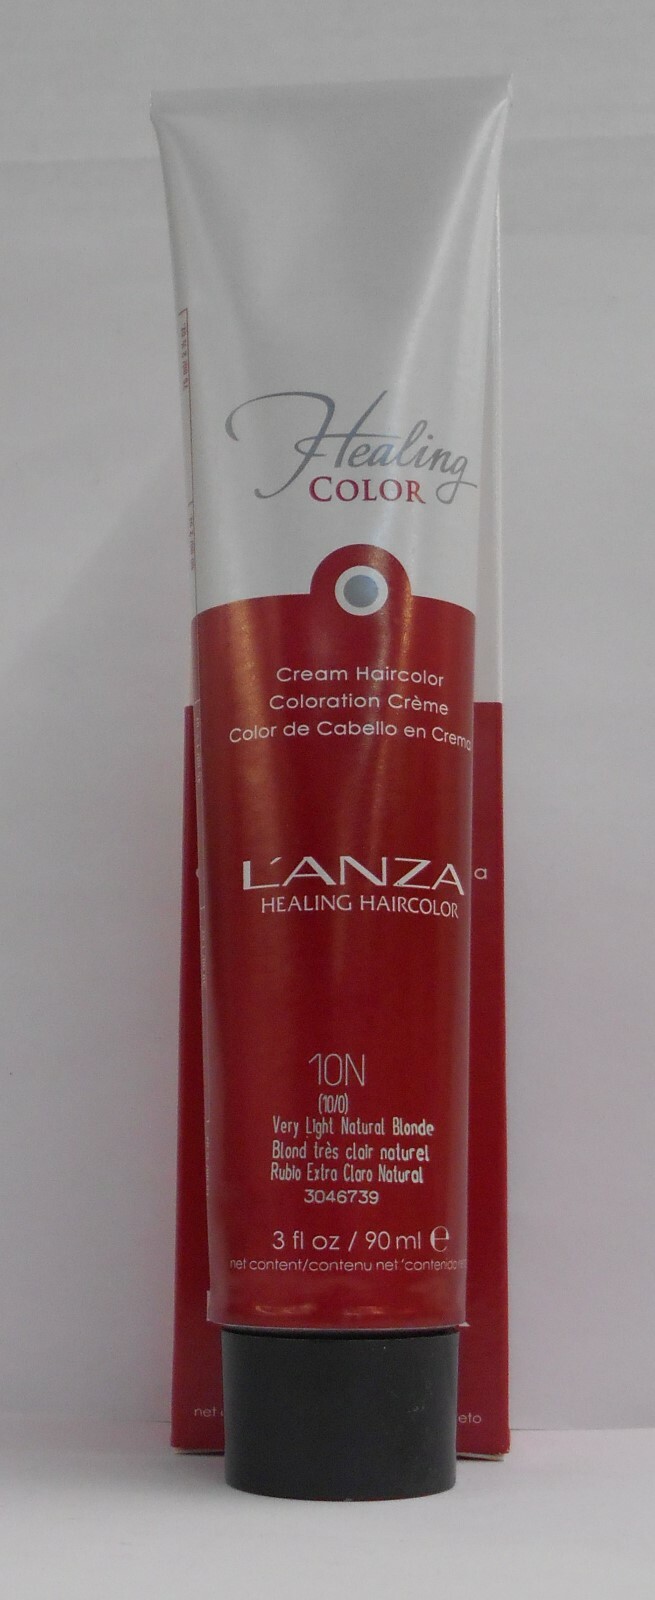 Healing
COLOR
Cream Haircolor
Coloration Crème
Color de Cabello en Crema
L'ANZA
a
HEALING HAIRCOLOR
10N
(10/0)
Very Light Natural Blonde
Blond très clair naturel
Rubio Extra Claro Natural
3046739
3 fl oz / 90 ml e
net content/contenu net/contenido
net
eto